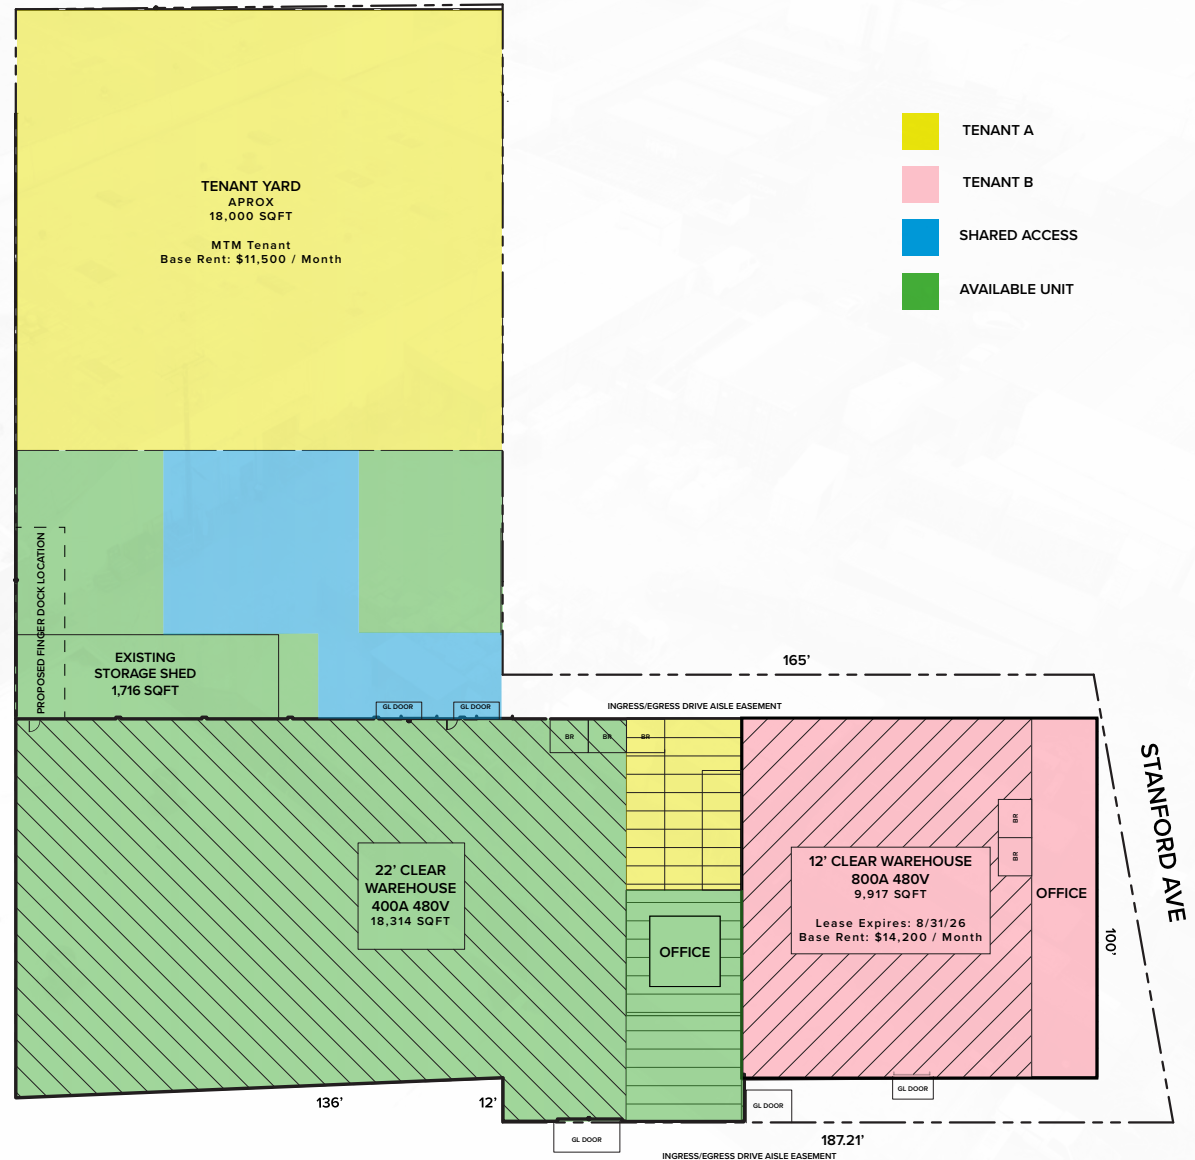 TENANT YARD
APROX
18,000 SQFT
MTM Tenant
Base Rent: $11,500 / Month
TENANT A
TENANT B
SHARED ACCESS
AVAILABLE UNIT
PROPOSED FINGER DOCK LOCATION
EXISTING
STORAGE SHED
1,716 SQFT
GL DOOR
GL DOOR
165'
INGRESS/EGRESS DRIVE AISLE EASEMENT
BR
BR
BR
22' CLEAR
WAREHOUSE
400A 480V
18,314 SQFT
OFFICE
12' CLEAR WAREHOUSE
800A 480V
9,917 SQFT
Lease Expires: 8/31/26
Base Rent: $14,200 / Month
BR
BR
OFFICE
STANFORD AVE
100'
136'
12'
GL DOOR
GL DOOR
GL DOOR
187.21'
INGRESS/EGRESS DRIVE AISLE EASEMENT